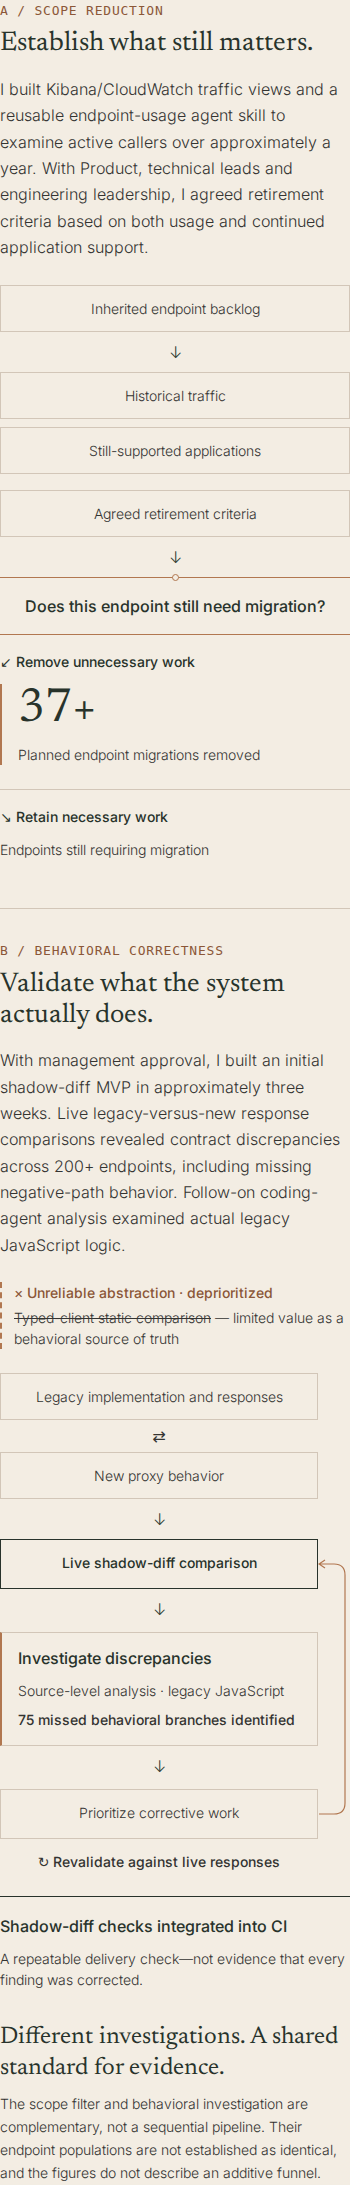 A / SCOPE REDUCTION
Establish what still matters.
I built Kibana/CloudWatch traffic views and a
reusable endpoint-usage agent skill to
examine active callers over approximately a
year. With Product, technical leads and
engineering leadership, I agreed retirement
criteria based on both usage and continued
application support.
Inherited endpoint backlog
↓
Historical traffic
Still-supported applications
Agreed retirement criteria
↓
Does this endpoint still need migration?
↙ Remove unnecessary work
37+
Planned endpoint migrations removed
↘ Retain necessary work
Endpoints still requiring migration
B / BEHAVIORAL CORRECTNESS
Validate what the system
actually does.
With management approval, I built an initial
shadow-diff MVP in approximately three
weeks. Live legacy-versus-new response
comparisons revealed contract discrepancies
across 200+ endpoints, including missing
negative-path behavior. Follow-on coding-
agent analysis examined actual legacy
JavaScript logic.
× Unreliable abstraction · deprioritized
Typed-client static comparison — limited value as a
behavioral source of truth
Legacy implementation and responses
⇄
New proxy behavior
↓
Live shadow-diff comparison
↓
Investigate discrepancies
Source-level analysis · legacy JavaScript
75 missed behavioral branches identified
↓
Prioritize corrective work
↻ Revalidate against live responses
Shadow-diff checks integrated into CI
A repeatable delivery check—not evidence that every
finding was corrected.
Different investigations. A shared
standard for evidence.
The scope filter and behavioral investigation are
complementary, not a sequential pipeline. Their
endpoint populations are not established as identical,
and the figures do not describe an additive funnel.